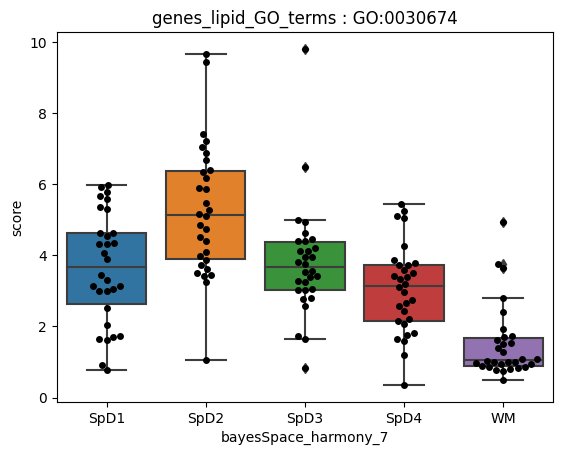 genes_lipid_GO_terms : GO:0030674
10
8
6
4
2
0
score
SpD1 SpD2 SpD3 SpD4 WM
bayesSpace_harmony_7